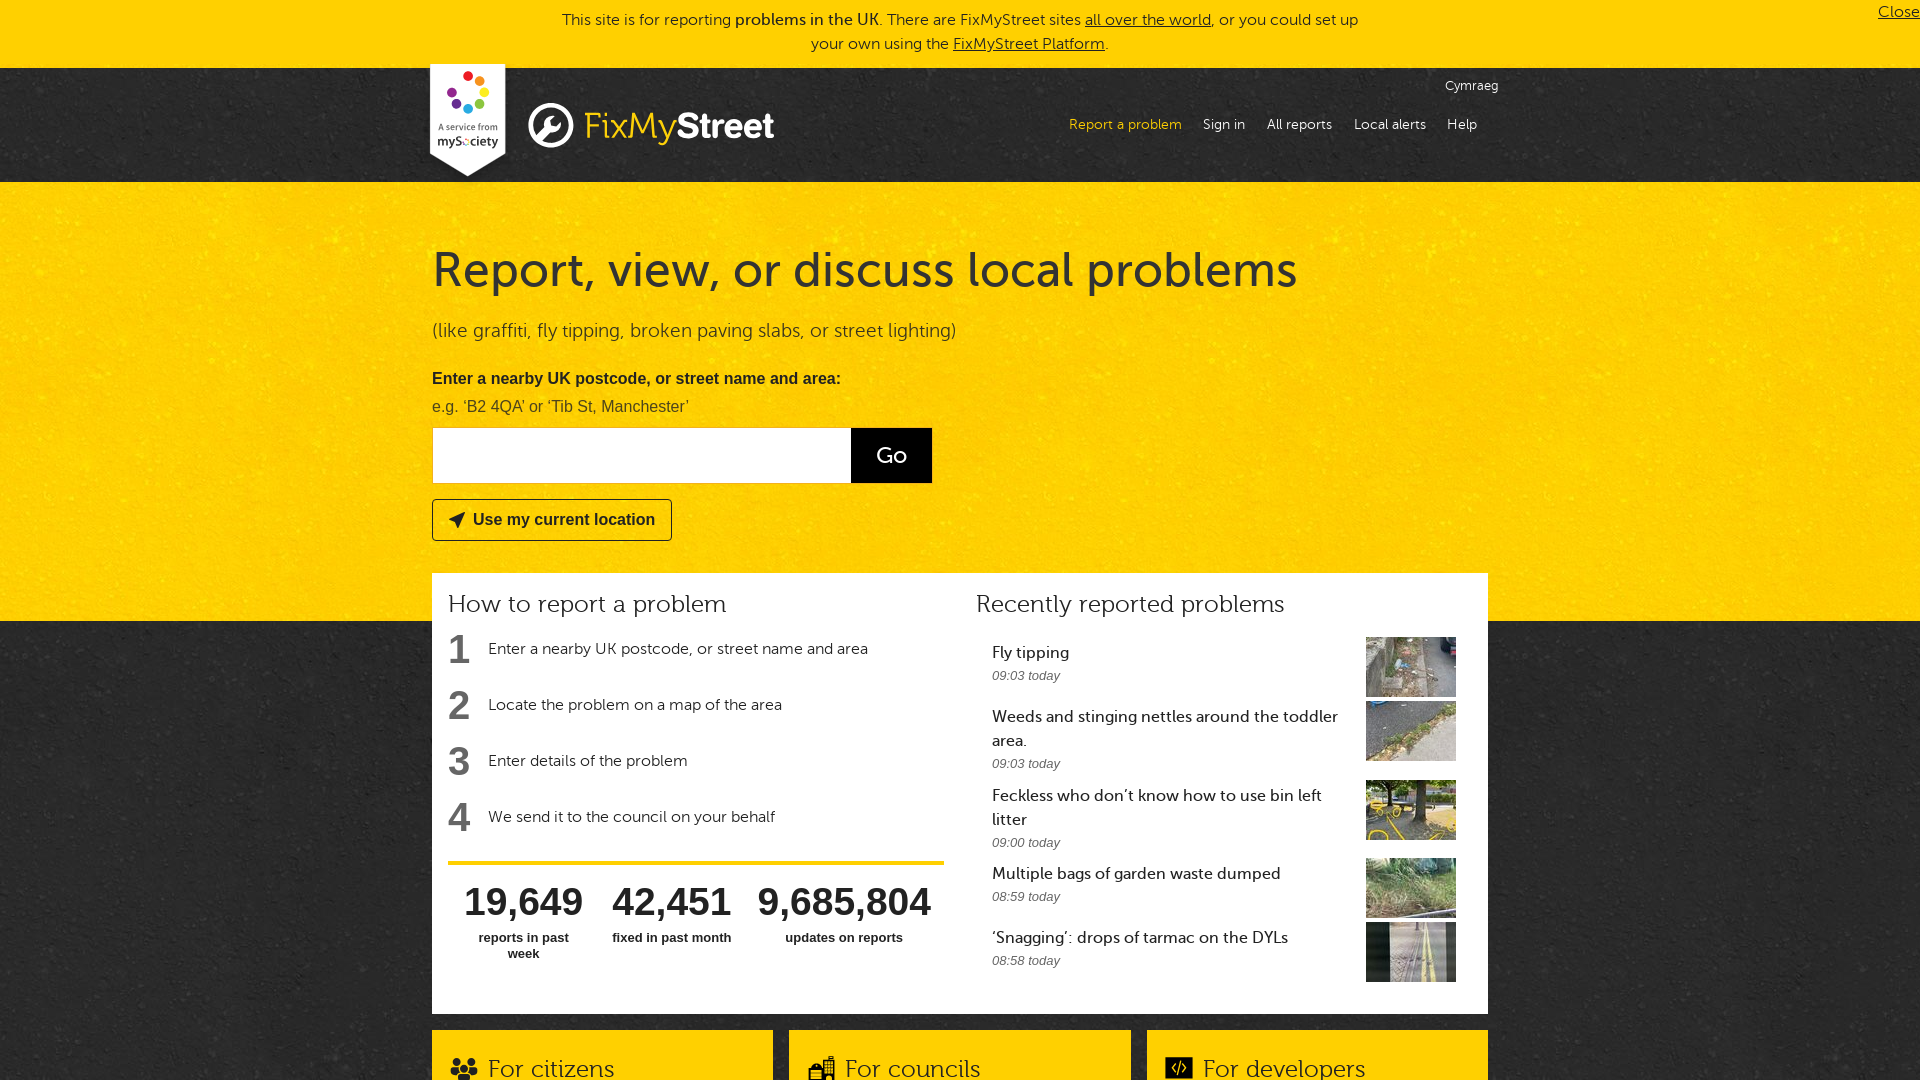 This site is for reporting problems in the UK. There are FixMyStreet sites all over the world, or you could set up
your own using the FixMyStreet Platform.
Close
A service from
mySociety
FixMyStreet
Cymraeg
Report a problem
Sign in
All reports
Local alerts
Help
Report, view, or discuss local problems
(like graffiti, fly tipping, broken paving slabs, or street lighting)
Enter a nearby UK postcode, or street name and area:
e.g. ‘B2 4QA’ or ‘Tib St, Manchester’
Go
Use my current location
How to report a problem
1 Enter a nearby UK postcode, or street name and area
2 Locate the problem on a map of the area
3 Enter details of the problem
4 We send it to the council on your behalf
19,649
reports in past
week
42,451
fixed in past month
9,685,804
updates on reports
Recently reported problems
Fly tipping
09:03 today
Weeds and stinging nettles around the toddler
area.
09:03 today
Feckless who don’t know how to use bin left
litter
09:00 today
Multiple bags of garden waste dumped
08:59 today
‘Snagging’: drops of tarmac on the DYLs
08:58 today
For citizens
For councils
For developers